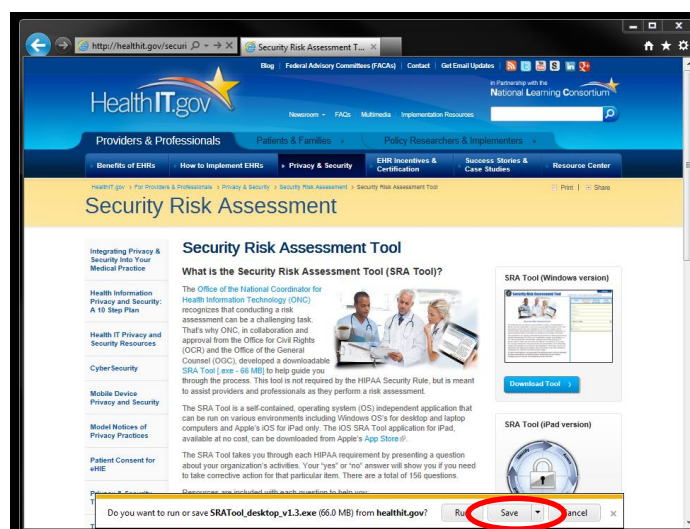 http://healthit.gov/securi
Security Risk Assessment T...
Blog | Federal Advisory Committees (FACAs) | Contact | Get Email Updates
In Partnership with the
National Learning Consortium
HealthIT.gov
Newsroom FAQs Multimedia Implementation Resources
Providers & Professionals Patients & Families Policy Researchers & Implementers
Benefits of EHRs How to Implement EHRs Privacy & Security EHR Incentives & Certification Success Stories & Case Studies Resource Center
HealthIT.gov > For Providers & Professionals > Privacy & Security > Security Risk Assessment > Security Risk Assessment Tool
Print | Share
Security Risk Assessment
Integrating Privacy &
Security Into Your
Medical Practice
Health Information
Privacy and Security:
A 10 Step Plan
Health IT Privacy and
Security Resources
CyberSecurity
Mobile Device
Privacy and Security
Model Notices of
Privacy Practices
Patient Consent for
eHIE
Security Risk Assessment Tool
What is the Security Risk Assessment Tool (SRA Tool)?
The Office of the National Coordinator for
Health Information Technology (ONC)
recognizes that conducting a risk
assessment can be a challenging task.
That's why ONC, in collaboration and
approval from the Office for Civil Rights
(OCR) and the Office of the General
Counsel (OGC), developed a downloadable
SRA Tool [.exe - 66 MB] to help guide you
through the process. This tool is not required by the HIPAA Security Rule, but is meant
to assist providers and professionals as they perform a risk assessment.
The SRA Tool is a self-contained, operating system (OS) independent application that
can be run on various environments including Windows OS's for desktop and laptop
computers and Apple's iOS for iPad only. The iOS SRA Tool application for iPad,
available at no cost, can be downloaded from Apple's App Store.
The SRA Tool takes you through each HIPAA requirement by presenting a question
about your organization's activities. Your "yes" or "no" answer will show you if you need
to take corrective action for that particular item. There are a total of 156 questions.
Resources are included with each question to help you:
SRA Tool (Windows version)
Download Tool
SRA Tool (iPad version)
Do you want to run or save SRATool_desktop_v1.3.exe (66.0 MB) from healthit.gov?
Save